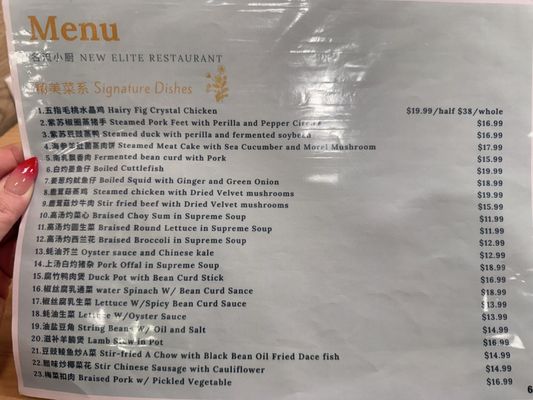 Menu
名沢小厨 NEW ELITE RESTAURANT
精美菜系 Signature Dishes
1.五指毛桃水晶鸡 Hairy Fig Crystal Chicken $19.99/half $38/whole
2.紫苏椒圈蒸猪手 Steamed Pork Feet with Perilla and Pepper $16.99
3.紫苏豆豉蒸鸭 Steamed duck with perilla and fermented soybean $16.99
4.海参羊肚菌蒸肉饼 Steamed Meat Cake with Sea Cucumber and Morel Mushroom $17.99
5.南乳飘香肉 Fermented bean curd with Pork $15.99
6.白灼墨鱼仔 Boiled Cuttlefish $19.99
7.姜葱灼鱿鱼仔 Boiled Squid with Ginger and Green Onion $18.99
8.鹿茸菇蒸鸡 Steamed chicken with Dried Velvet mushrooms $19.99
9.鹿茸菇炒牛肉 Stir fried beef with Dried Velvet mushrooms $15.99
10.高汤灼菜心 Braised Choy Sum in Supreme Soup $11.99
11.高汤灼圆生菜 Braised Round Lettuce in Supreme Soup $11.99
12.高汤灼西兰花 Braised Broccoli in Supreme Soup $12.99
13.蚝油芥兰 Oyster sauce and Chinese kale $12.99
14.上汤白灼猪杂 Pork Offal in Supreme Soup $18.99
15.腐竹鸭肉煲 Duck Pot with Bean Curd Stick $16.99
16.椒丝腐乳通菜 water Spinach W/ Bean Curd Sance $18.99
17.椒丝腐乳生菜 Lettuce W/Spicy Bean Curd Sauce $13.99
18.蚝油生菜 Lettuce W/Oyster Sauce $13.99
19.油盐豆角 String Beans W/ Oil and Salt $14.99
20.滋补羊腩煲 Lamb Stew in Pot $16.99
21.豆豉鲮鱼炒A菜 Stir-fried A Chow with Black Bean Oil Fried Dace fish $14.99
22.腊味炒椰菜花 Stir Chinese Sausage with Cauliflower $14.99
23.梅菜扣肉 Braised Pork w/ Pickled Vegetable $16.99
6